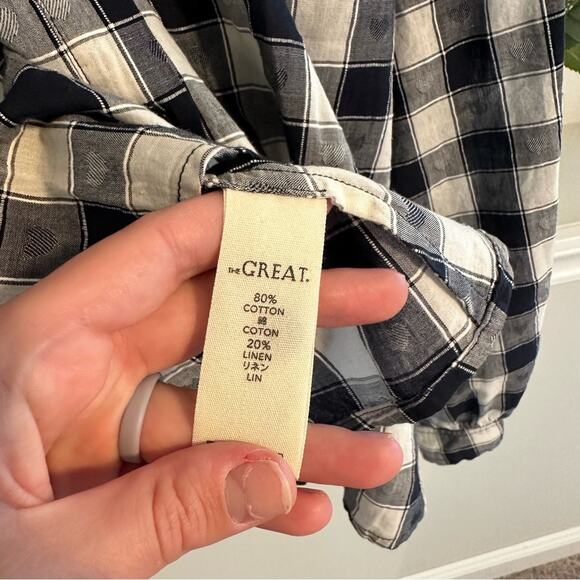 THE GREAT.
80%
COTTON
綿
COTON
20%
LINEN
リネン
LIN